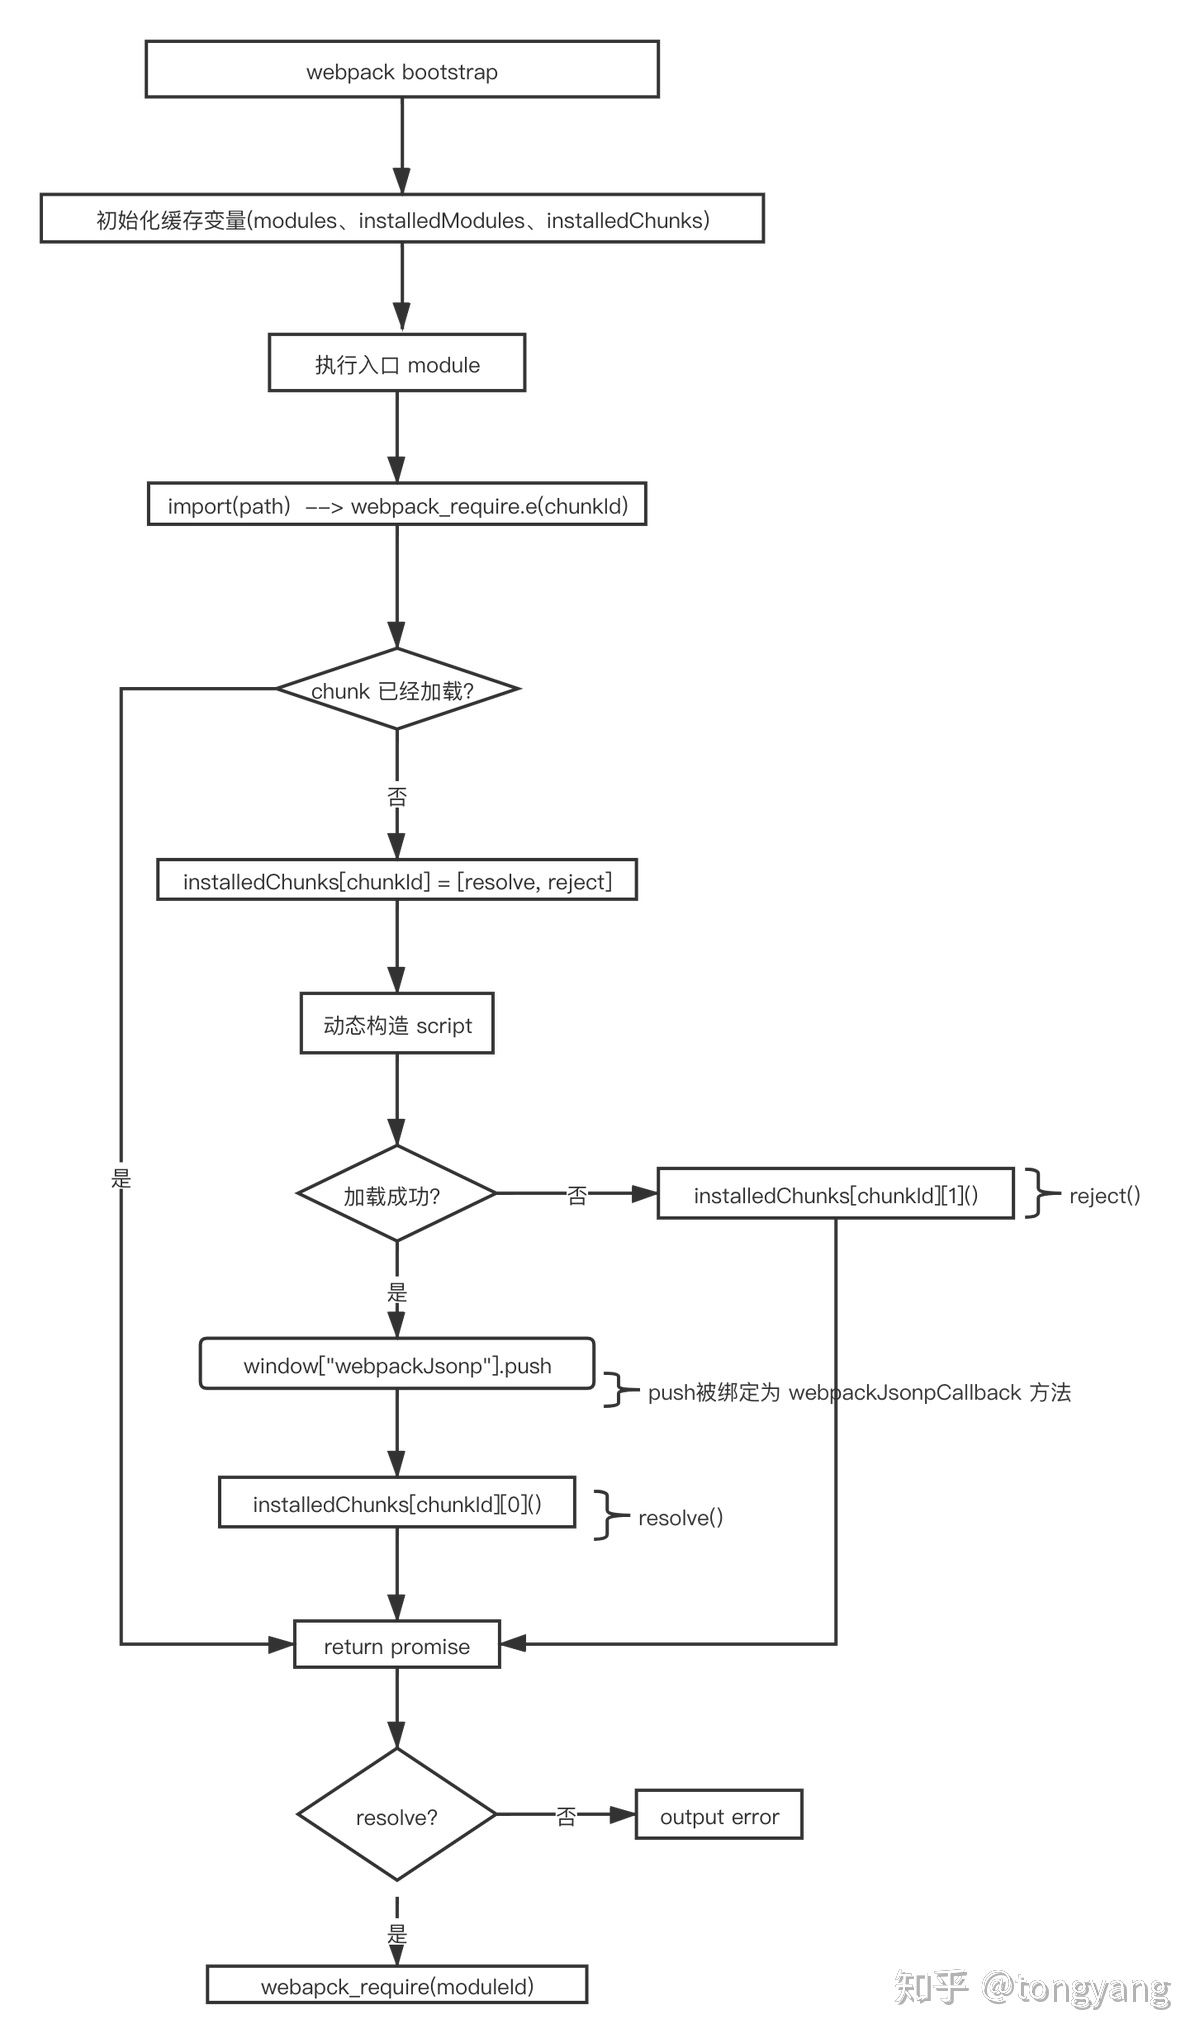 webpack bootstrap
初始化缓存变量(modules、installedModules、installedChunks)
执行入口 module
import(path)  --> webpack_require.e(chunkId)
chunk 已经加载?
否
installedChunks[chunkId] = [resolve, reject]
动态构造 script
是
加载成功?
否
installedChunks[chunkId][1]()
reject()
是
window["webpackJsonp"].push
push被绑定为 webpackJsonpCallback 方法
installedChunks[chunkId][0]()
resolve()
return promise
resolve?
否
output error
是
webapck_require(moduleId)
知乎 @tongyang